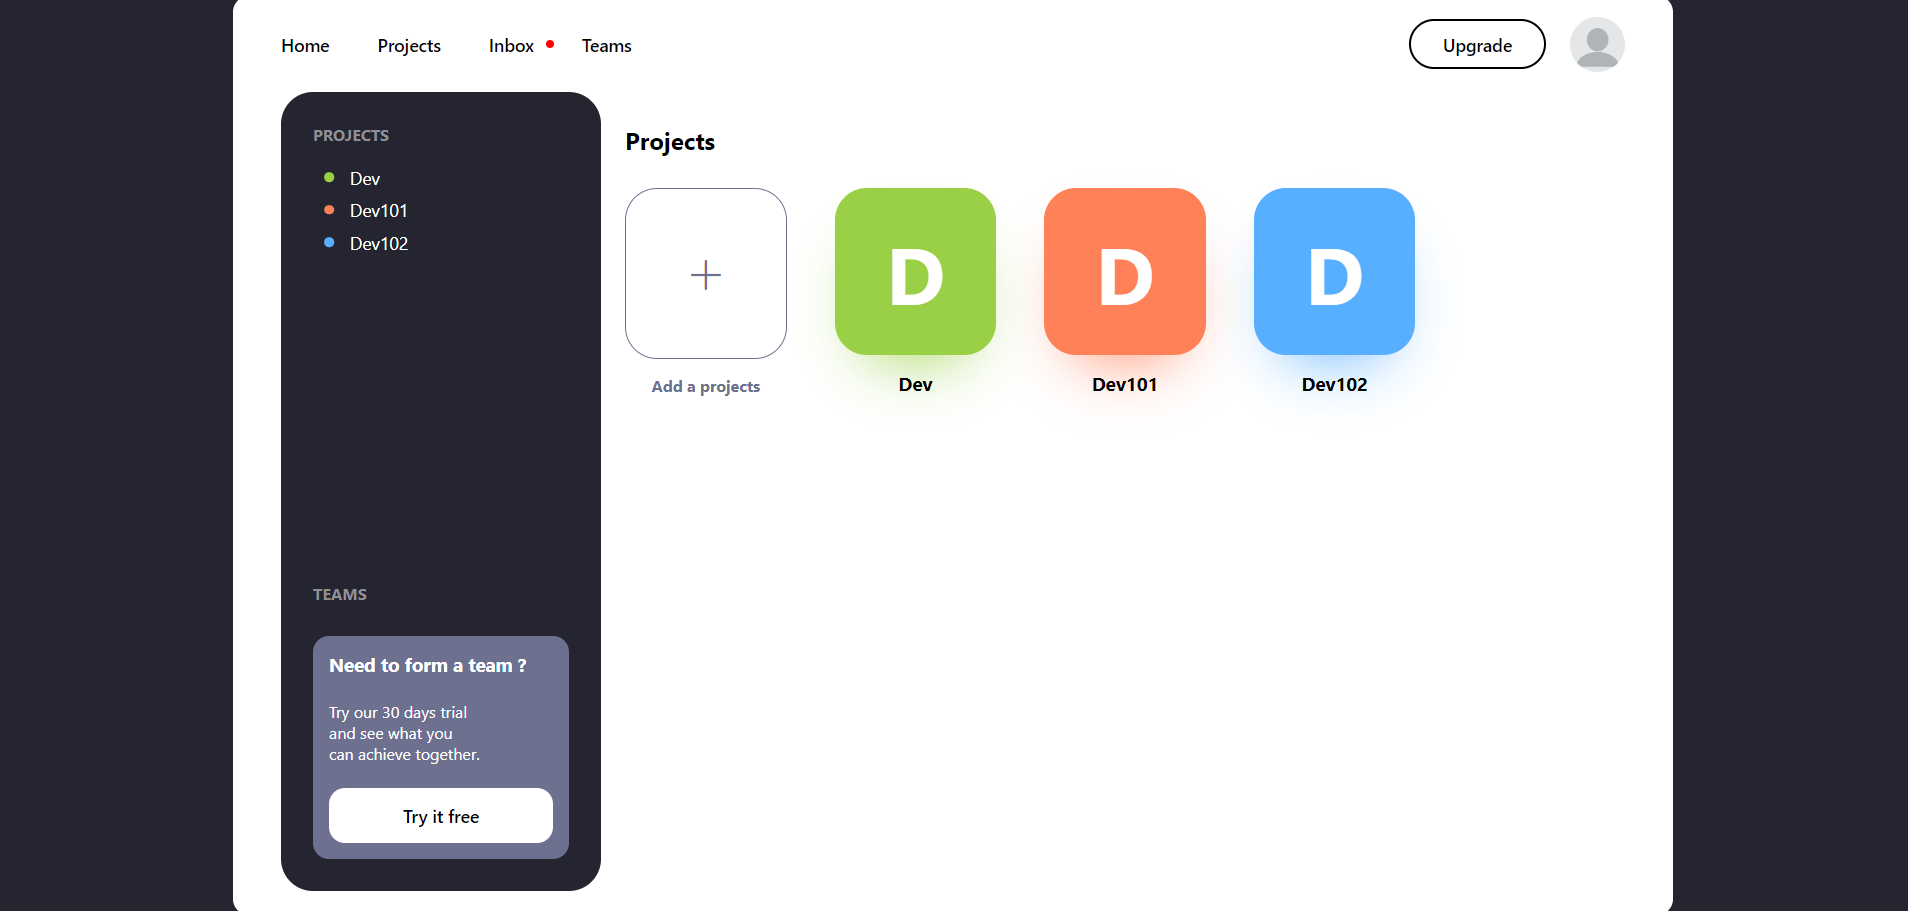 Home Projects Inbox Teams Upgrade
PROJECTS
Dev
Dev101
Dev102
TEAMS
Need to form a team ?
Try our 30 days trial
and see what you
can achieve together.
Try it free
Projects
D D D
Add a projects Dev Dev101 Dev102